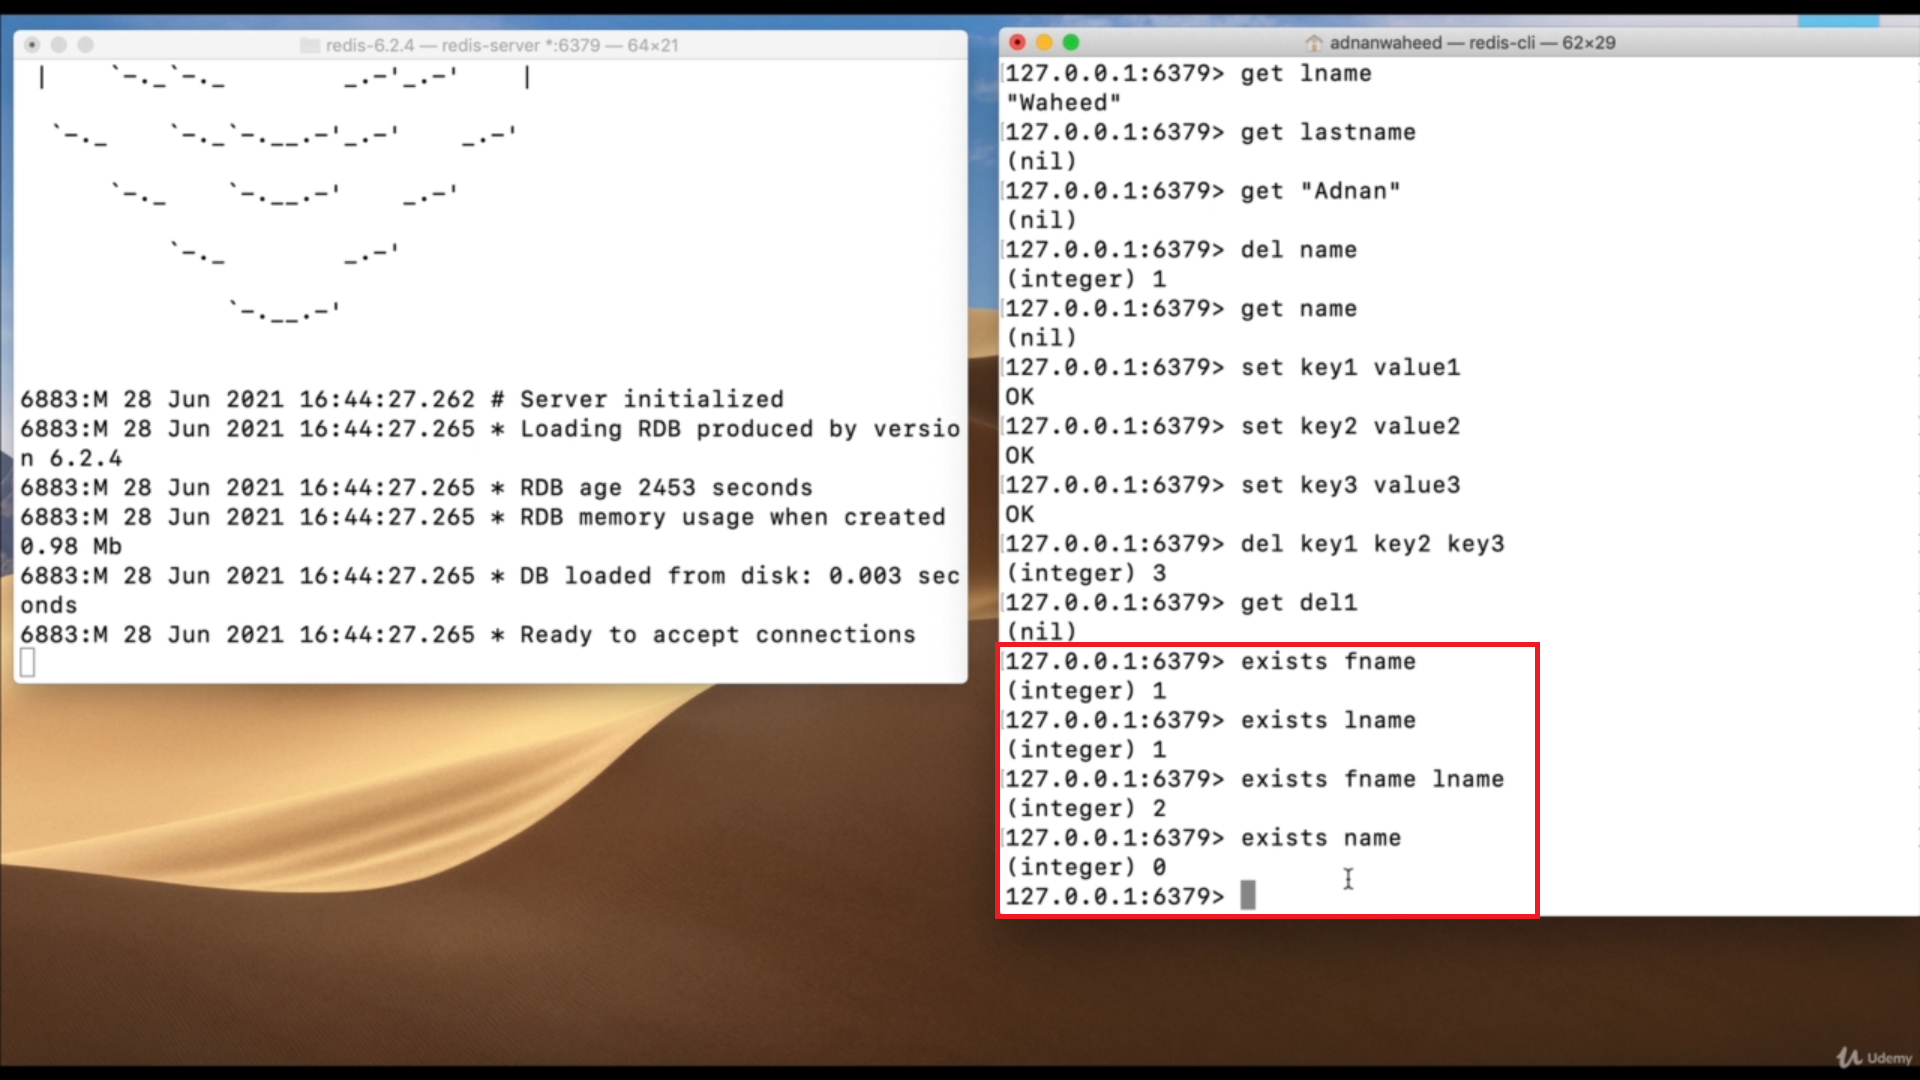 redis-6.2.4 — redis-server *:6379 — 64×21
6883:M 28 Jun 2021 16:44:27.262 # Server initialized
6883:M 28 Jun 2021 16:44:27.265 * Loading RDB produced by versio
n 6.2.4
6883:M 28 Jun 2021 16:44:27.265 * RDB age 2453 seconds
6883:M 28 Jun 2021 16:44:27.265 * RDB memory usage when created
0.98 Mb
6883:M 28 Jun 2021 16:44:27.265 * DB loaded from disk: 0.003 sec
onds
6883:M 28 Jun 2021 16:44:27.265 * Ready to accept connections
adnanwaheed — redis-cli — 62×29
127.0.0.1:6379> get lname
"Waheed"
127.0.0.1:6379> get lastname
(nil)
127.0.0.1:6379> get "Adnan"
(nil)
127.0.0.1:6379> del name
(integer) 1
127.0.0.1:6379> get name
(nil)
127.0.0.1:6379> set key1 value1
OK
127.0.0.1:6379> set key2 value2
OK
127.0.0.1:6379> set key3 value3
OK
127.0.0.1:6379> del key1 key2 key3
(integer) 3
127.0.0.1:6379> get del1
(nil)
127.0.0.1:6379> exists fname
(integer) 1
127.0.0.1:6379> exists lname
(integer) 1
127.0.0.1:6379> exists fname lname
(integer) 2
127.0.0.1:6379> exists name
(integer) 0
127.0.0.1:6379>
Udemy